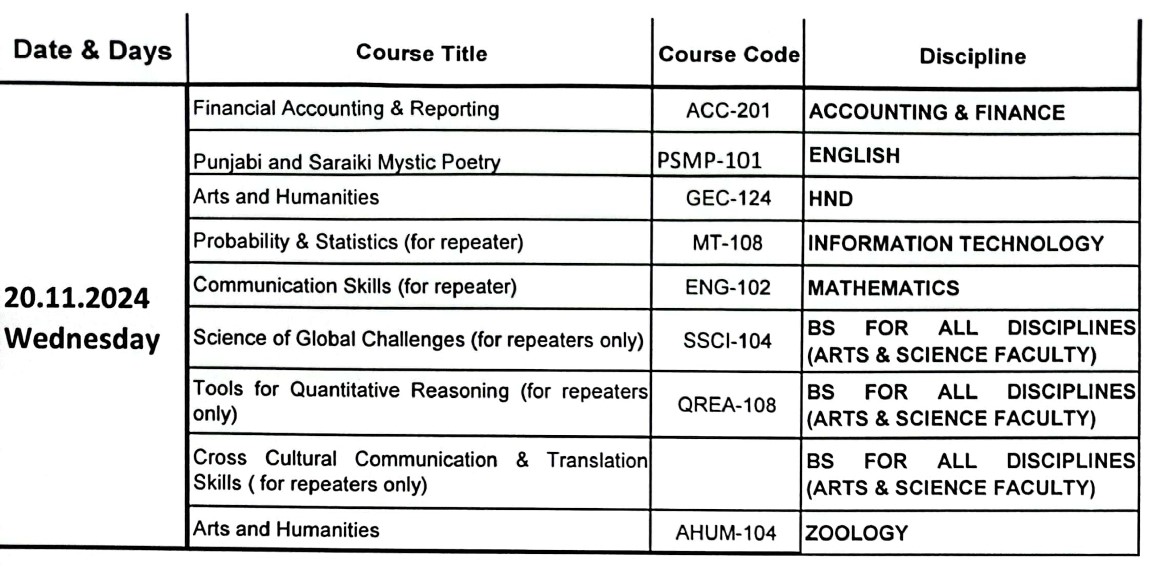 Date & Days Course Title Course Code Discipline
Financial Accounting & Reporting ACC-201 ACCOUNTING & FINANCE
Punjabi and Saraiki Mystic Poetry PSMP-101 ENGLISH
Arts and Humanities GEC-124 HND
Probability & Statistics (for repeater) MT-108 INFORMATION TECHNOLOGY
20.11.2024
Wednesday
Communication Skills (for repeater) ENG-102 MATHEMATICS
Science of Global Challenges (for repeaters only) SSCI-104 BS FOR ALL DISCIPLINES
(ARTS & SCIENCE FACULTY)
Tools for Quantitative Reasoning (for repeaters
only) QREA-108 BS FOR ALL DISCIPLINES
(ARTS & SCIENCE FACULTY)
Cross Cultural Communication & Translation
Skills ( for repeaters only) BS FOR ALL DISCIPLINES
(ARTS & SCIENCE FACULTY)
Arts and Humanities AHUM-104 ZOOLOGY